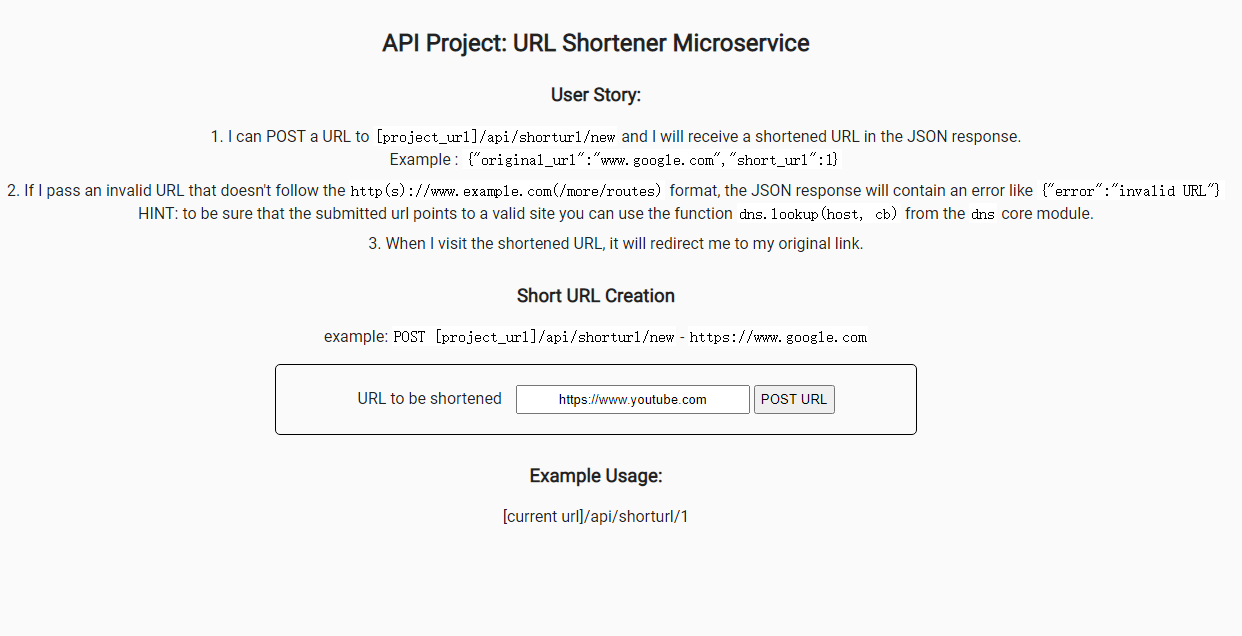 API Project: URL Shortener Microservice
User Story:
1. I can POST a URL to [project_url]/api/shorturl/new and I will receive a shortened URL in the JSON response.
Example : {"original_url":"www.google.com","short_url":1}
2. If I pass an invalid URL that doesn't follow the http(s)://www.example.com(/more/routes) format, the JSON response will contain an error like {"error":"invalid URL"}
HINT: to be sure that the submitted url points to a valid site you can use the function dns.lookup(host, cb) from the dns core module.
3. When I visit the shortened URL, it will redirect me to my original link.
Short URL Creation
example: POST [project_url]/api/shorturl/new - https://www.google.com
URL to be shortened https://www.youtube.com POST URL
Example Usage:
[current url]/api/shorturl/1